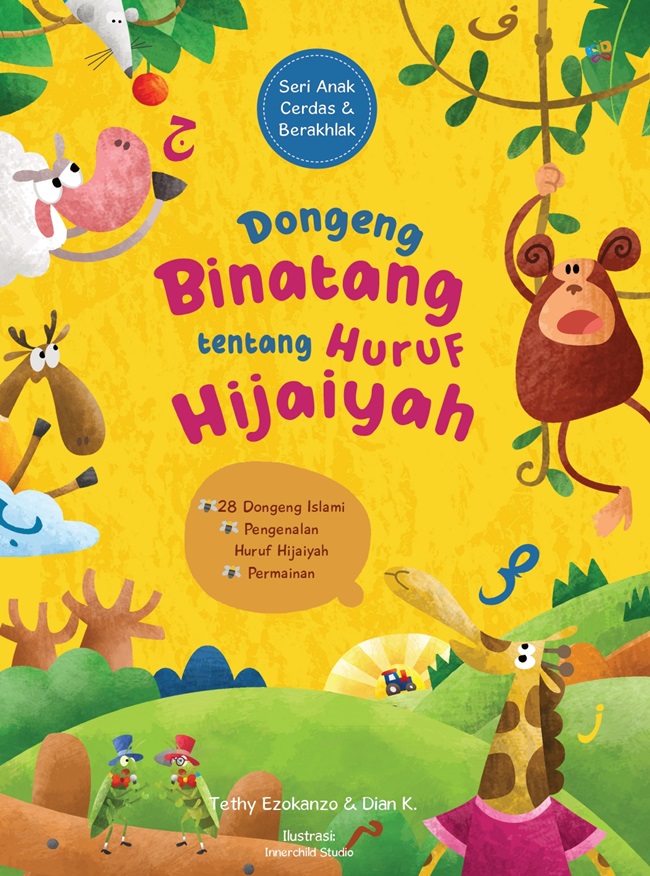 ف
Seri Anak
Cerdas &
Berakhlak
ج
Dongeng
Binatang
tentang Huruf
Hijaiyah
28 Dongeng Islami
Pengenalan
Huruf Hijaiyah
Permainan
ب
ص
ز
Tethy Ezokanzo & Dian K.
Ilustrasi:
Innerchild Studio